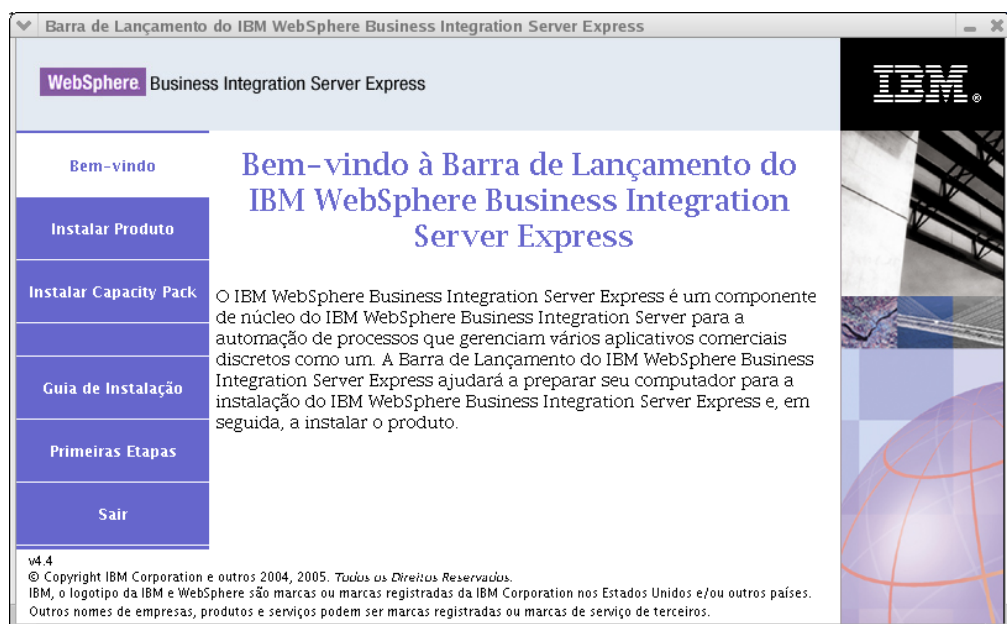 Barra de Lançamento do IBM WebSphere Business Integration Server Express
WebSphere. Business Integration Server Express
IBM®
Bem-vindo
Instalar Produto
Instalar Capacity Pack
Guia de Instalação
Primeiras Etapas
Sair
Bem-vindo à Barra de Lançamento do
IBM WebSphere Business Integration
Server Express
O IBM WebSphere Business Integration Server Express é um componente
de núcleo do IBM WebSphere Business Integration Server para a
automação de processos que gerenciam vários aplicativos comerciais
discretos como um. A Barra de Lançamento do IBM WebSphere Business
Integration Server Express ajudará a preparar seu computador para a
instalação do IBM WebSphere Business Integration Server Express e, em
seguida, a instalar o produto.
v4.4
© Copyright IBM Corporation e outros 2004, 2005. Todos os Direitos Reservados.
IBM, o logotipo da IBM e WebSphere são marcas ou marcas registradas da IBM Corporation nos Estados Unidos e/ou outros países.
Outros nomes de empresas, produtos e serviços podem ser marcas registradas ou marcas de serviço de terceiros.